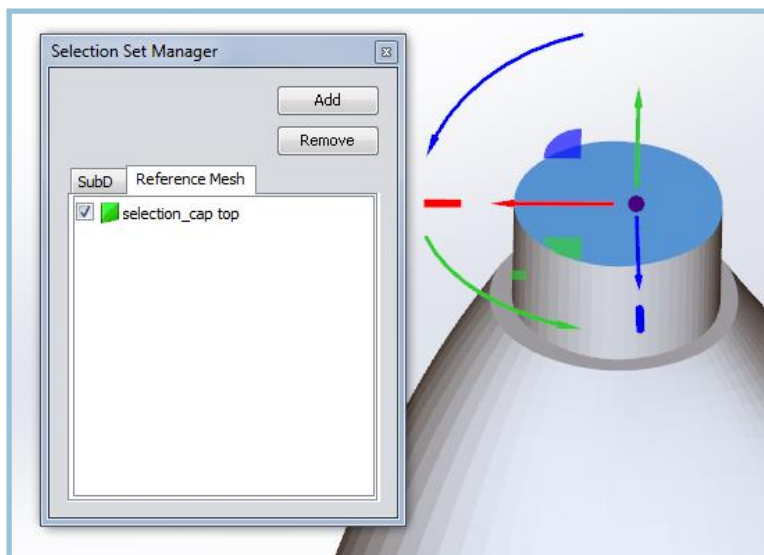 Selection Set Manager
Add
Remove
SubD Reference Mesh
selection_cap top